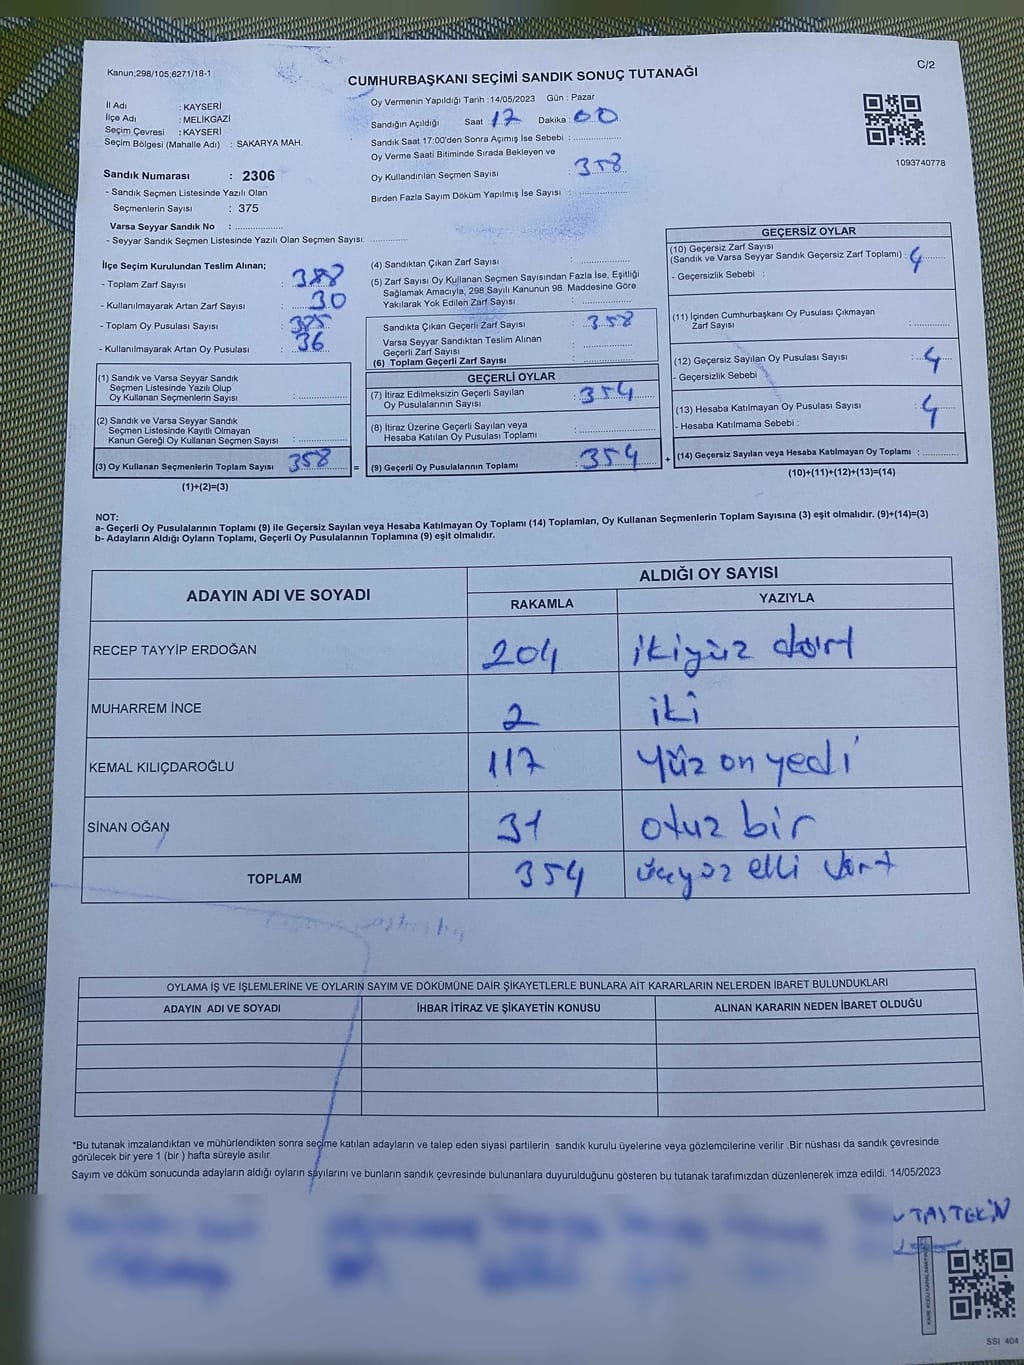 Kanun;298/105;6271/18-1
C/2
CUMHURBAŞKANI SEÇİMİ SANDIK SONUÇ TUTANAĞI
İl Adı : KAYSERİ
İlçe Adı : MELİKGAZİ
Seçim Çevresi : KAYSERİ
Seçim Bölgesi (Mahalle Adı) : SAKARYA MAH.
Sandık Numarası : 2306
- Sandık Seçmen Listesinde Yazılı Olan
Seçmenlerin Sayısı : 375
Varsa Seyyar Sandık No :
- Seyyar Sandık Seçmen Listesinde Yazılı Olan Seçmen Sayısı:
Oy Vermenin Yapıldığı Tarih : 14/05/2023 Gün : Pazar
Sandığın Açıldığı Saat 17 Dakika : 00
Sandık Saat 17:00'den Sonra Açımış İse Sebebi :
Oy Verme Saati Bitiminde Sırada Bekleyen ve
Oy Kullandırılan Seçmen Sayısı : 358
Birden Fazla Sayım Döküm Yapılmış İse Sayısı :
1093740778
İlçe Seçim Kurulundan Teslim Alınan;
- Toplam Zarf Sayısı : 388
- Kullanılmayarak Artan Zarf Sayısı : 30
- Toplam Oy Pusulası Sayısı :
- Kullanılmayarak Artan Oy Pusulası : 36
(1) Sandık ve Varsa Seyyar Sandık
Seçmen Listesinde Yazılı Olup
Oy Kullanan Seçmenlerin Sayısı :
(2) Sandık ve Varsa Seyyar Sandık
Seçmen Listesinde Kayıtlı Olmayan
Kanun Gereği Oy Kullanan Seçmen Sayısı :
(3) Oy Kullanan Seçmenlerin Toplam Sayısı : 358 =
(1)+(2)=(3)
(4) Sandıktan Çıkan Zarf Sayısı :
(5) Zarf Sayısı Oy Kullanan Seçmen Sayısından Fazla İse, Eşitliği
Sağlamak Amacıyla, 298 Sayılı Kanunun 98. Maddesine Göre
Yakılarak Yok Edilen Zarf Sayısı :
Sandıkta Çıkan Geçerli Zarf Sayısı : 358
Varsa Seyyar Sandıktan Teslim Alınan
Geçerli Zarf Sayısı :
(6) Toplam Geçerli Zarf Sayısı :
GEÇERLİ OYLAR
(7) İtiraz Edilmeksizin Geçerli Sayılan
Oy Pusulalarının Sayısı : 354
(8) İtiraz Üzerine Geçerli Sayılan veya
Hesaba Katılan Oy Pusulası Toplamı :
(9) Geçerli Oy Pusulalarının Toplamı : 354 +
GEÇERSİZ OYLAR
(10) Geçersiz Zarf Sayısı
(Sandık ve Varsa Seyyar Sandık Geçersiz Zarf Toplamı) : 4
- Geçersizlik Sebebi :
(11) İçinden Cumhurbaşkanı Oy Pusulası Çıkmayan
Zarf Sayısı :
(12) Geçersiz Sayılan Oy Pusulası Sayısı : 4
- Geçersizlik Sebebi
(13) Hesaba Katılmayan Oy Pusulası Sayısı : 4
- Hesaba Katılmama Sebebi :
(14) Geçersiz Sayılan veya Hesaba Katılmayan Oy Toplamı :
(10)+(11)+(12)+(13)=(14)
NOT:
a- Geçerli Oy Pusulalarının Toplamı (9) ile Geçersiz Sayılan veya Hesaba Katılmayan Oy Toplamı (14) Toplamları, Oy Kullanan Seçmenlerin Toplam Sayısına (3) eşit olmalıdır. (9)+(14)=(3)
b- Adayların Aldığı Oyların Toplamı, Geçerli Oy Pusulalarının Toplamına (9) eşit olmalıdır.
ADAYIN ADI VE SOYADI ALDIĞI OY SAYISI
RAKAMLA YAZIYLA
RECEP TAYYİP ERDOĞAN 204 ikiyüz dört
MUHARREM İNCE 2 iki
KEMAL KILIÇDAROĞLU 117 Yüz on yedi
SİNAN OĞAN 31 otuz bir
TOPLAM 354 üçyüz elli dört
OYLAMA İŞ VE İŞLEMLERİNE VE OYLARIN SAYIM VE DÖKÜMÜNE DAİR ŞİKAYETLERLE BUNLARA AİT KARARLARIN NELERDEN İBARET BULUNDUKLARI
ADAYIN ADI VE SOYADI İHBAR İTİRAZ VE ŞİKAYETİN KONUSU ALINAN KARARIN NEDEN İBARET OLDUĞU
*Bu tutanak imzalandıktan ve mühürlendikten sonra seçime katılan adayların ve talep eden siyasi partilerin sandık kurulu üyelerine veya gözlemcilerine verilir .Bir nüshası da sandık çevresinde
görülecek bir yere 1 (bir ) hafta süreyle asılır.
Sayım ve döküm sonucunda adayların aldığı oyların sayılarını ve bunların sandık çevresinde bulunanlara duyurulduğunu gösteren bu tutanak tarafımızdan düzenlenerek imza edildi. 14/05/2023
TAŞTEKİN
SSI 404